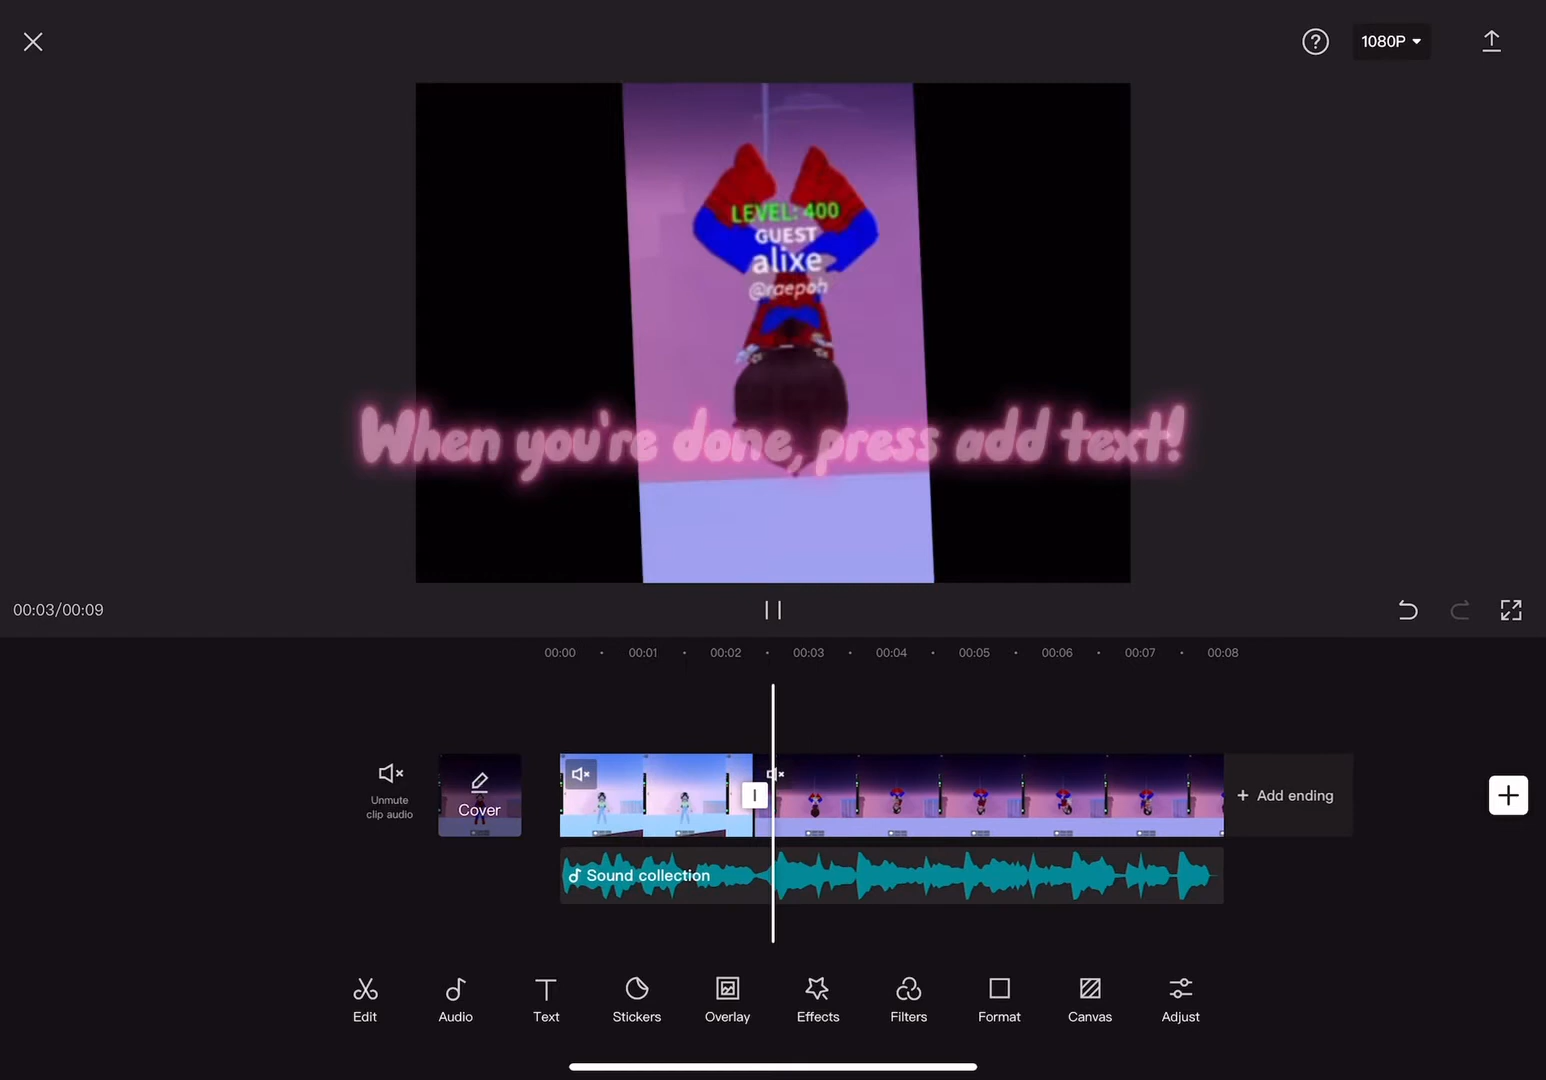 1080P
LEVEL: 400
GUEST
alixe
@raepoh
When you're done, press add text!
00:03/00:09
00:00 00:01 00:02 00:03 00:04 00:05 00:06 00:07 00:08
Unmute
clip audio
Cover
+ Add ending
Sound collection
Edit Audio Text Stickers Overlay Effects Filters Format Canvas Adjust